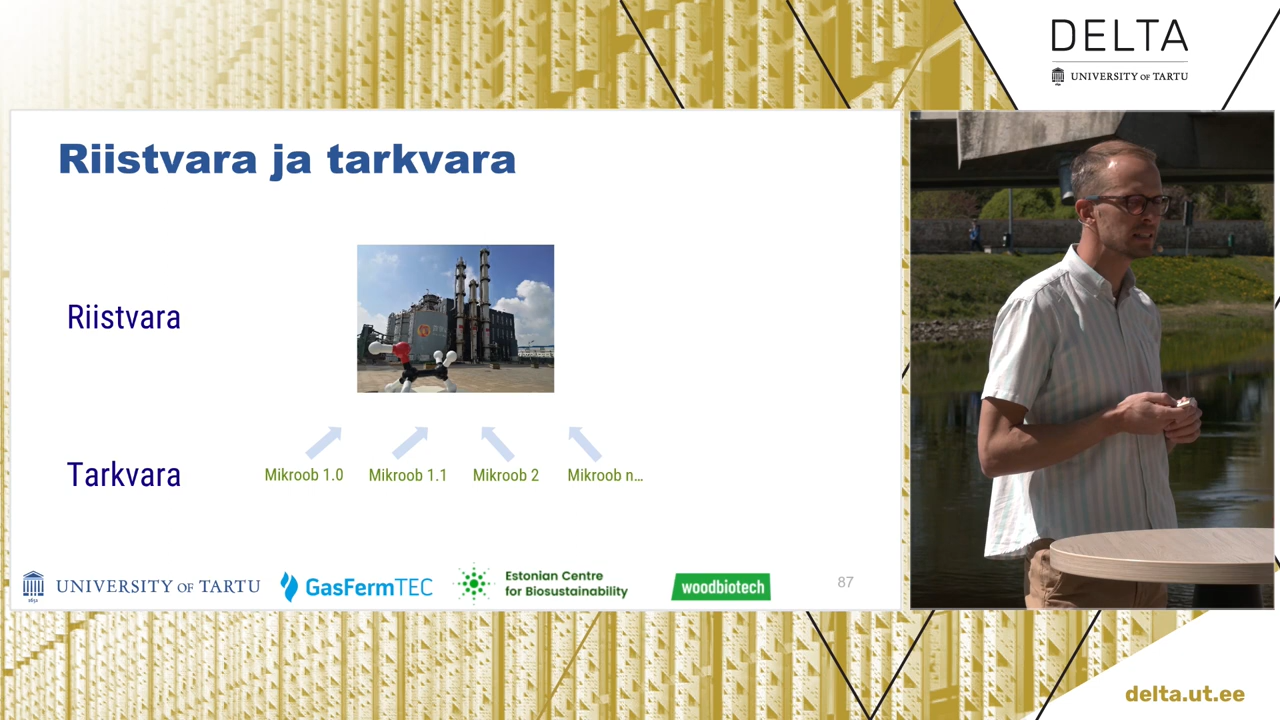 DELTA
UNIVERSITY OF TARTU
Riistvara ja tarkvara
Riistvara
Tarkvara
Mikroob 1.0
Mikroob 1.1
Mikroob 2
Mikroob n...
1632
UNIVERSITY OF TARTU
GasFermTEC
Estonian Centre
for Biosustainability
woodbiotech
87
delta.ut.ee